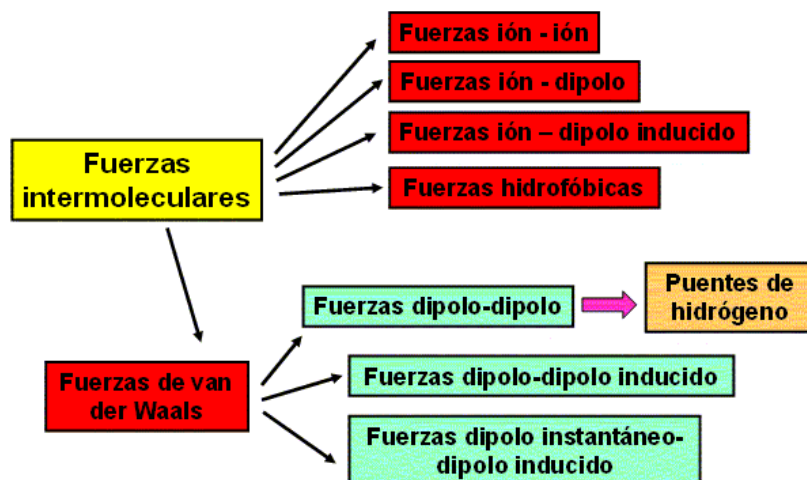 Fuerzas ión - ión
Fuerzas ión - dipolo
Fuerzas ión – dipolo inducido
Fuerzas
intermoleculares
Fuerzas hidrofóbicas
Fuerzas dipolo-dipolo
Puentes de
hidrógeno
Fuerzas de van
der Waals
Fuerzas dipolo-dipolo inducido
Fuerzas dipolo instantáneo-
dipolo inducido